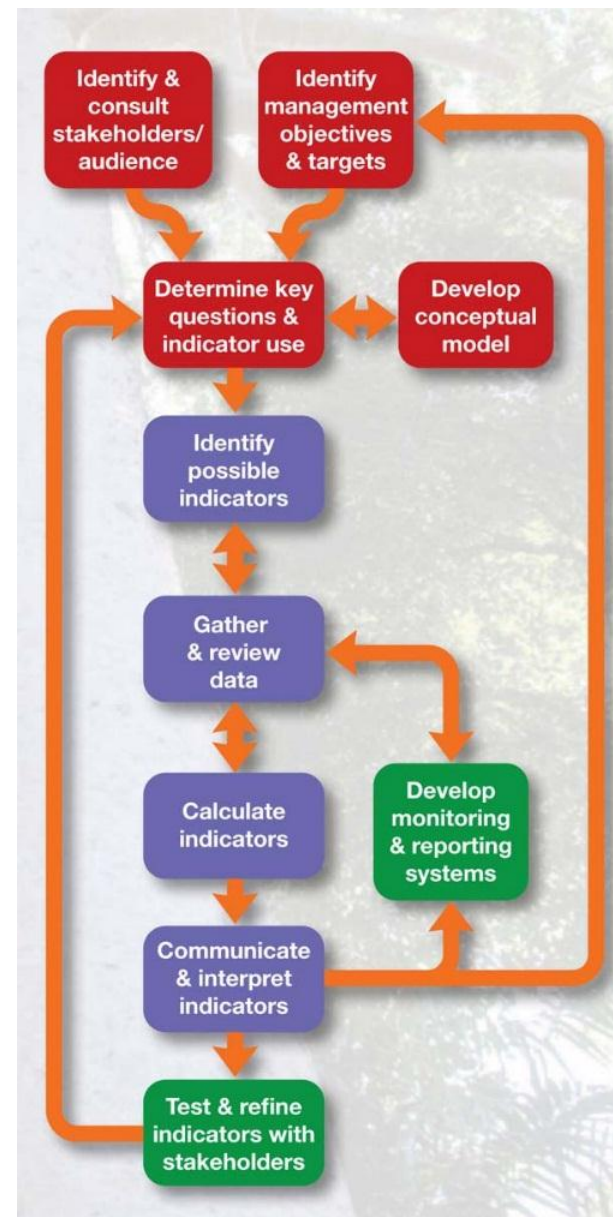 Identify &
consult
stakeholders/
audience
Identify
management
objectives
& targets
Determine key
questions &
indicator use
Develop
conceptual
model
Identify
possible
indicators
Gather
& review
data
Calculate
indicators
Develop
monitoring
& reporting
systems
Communicate
& interpret
indicators
Test & refine
indicators with
stakeholders